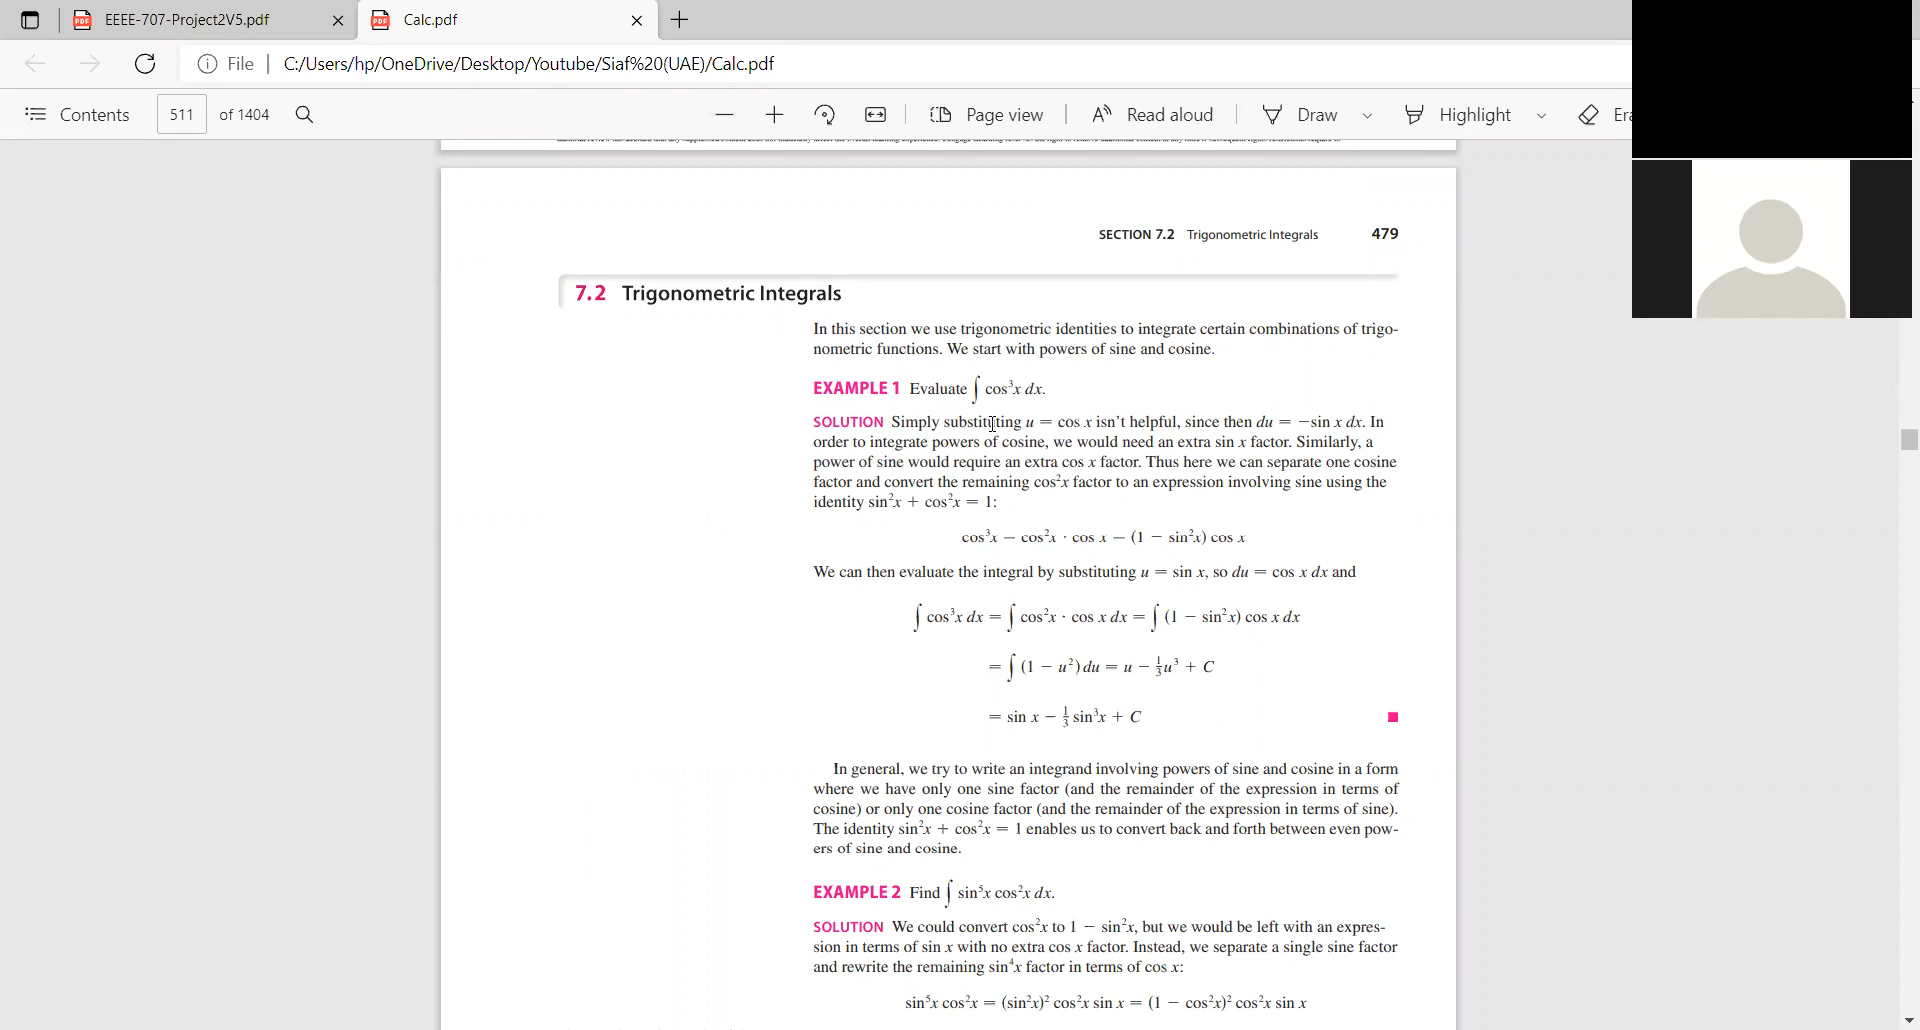 EEEE-707-Project2V5.pdf
Calc.pdf
File
C:/Users/hp/OneDrive/Desktop/Youtube/Siaf%20(UAE)/Calc.pdf
Contents
511
of 1404
Page view
Read aloud
Draw
Highlight
Era
SECTION 7.2 Trigonometric Integrals 479
7.2 Trigonometric Integrals
In this section we use trigonometric identities to integrate certain combinations of trigo-
nometric functions. We start with powers of sine and cosine.
EXAMPLE 1 Evaluate ∫ cos³x dx.
SOLUTION Simply substituting u = cos x isn't helpful, since then du = −sin x dx. In
order to integrate powers of cosine, we would need an extra sin x factor. Similarly, a
power of sine would require an extra cos x factor. Thus here we can separate one cosine
factor and convert the remaining cos²x factor to an expression involving sine using the
identity sin²x + cos²x = 1:
cos³x − cos²x · cos x − (1 − sin²x) cos x
We can then evaluate the integral by substituting u = sin x, so du = cos x dx and
∫ cos³x dx = ∫ cos²x · cos x dx = ∫ (1 − sin²x) cos x dx
= ∫ (1 − u²) du = u − ⅓u³ + C
= sin x − ⅓ sin³x + C
In general, we try to write an integrand involving powers of sine and cosine in a form
where we have only one sine factor (and the remainder of the expression in terms of
cosine) or only one cosine factor (and the remainder of the expression in terms of sine).
The identity sin²x + cos²x = 1 enables us to convert back and forth between even pow-
ers of sine and cosine.
EXAMPLE 2 Find ∫ sin⁵x cos²x dx.
SOLUTION We could convert cos²x to 1 − sin²x, but we would be left with an expres-
sion in terms of sin x with no extra cos x factor. Instead, we separate a single sine factor
and rewrite the remaining sin⁴x factor in terms of cos x:
sin⁵x cos²x = (sin²x)² cos²x sin x = (1 − cos²x)² cos²x sin x